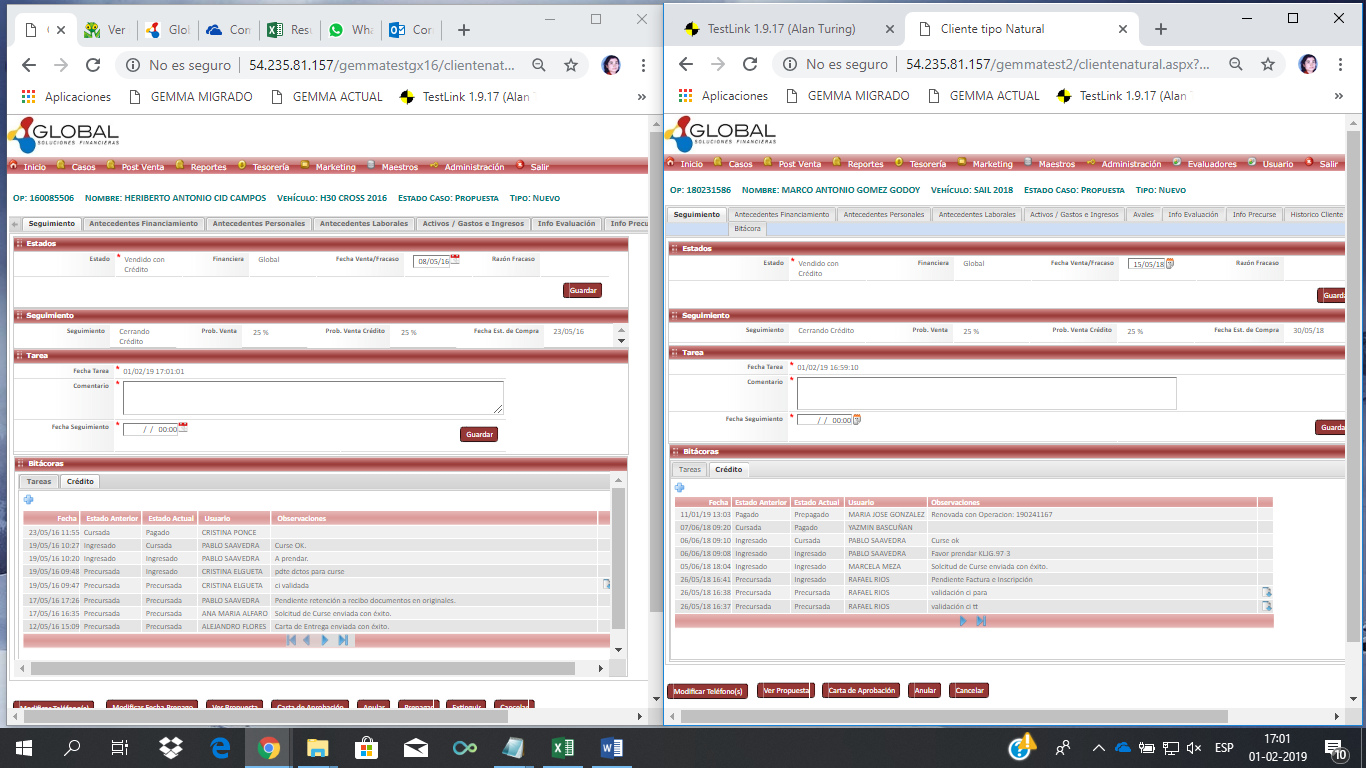 Ver
Glo
Con
Res
Wha
Cor
No es seguro | 54.235.81.157/gemmatestgx16/clientenat...
Aplicaciones GEMMA MIGRADO GEMMA ACTUAL TestLink 1.9.17 (Alan »
GLOBAL
SOLUCIONES FINANCIERAS
Inicio Casos Post Venta Reportes Tesorería Marketing Maestros Administración Salir
Op: 160085506 Nombre: HERIBERTO ANTONIO CID CAMPOS Vehículo: H30 CROSS 2016 Estado Caso: Propuesta Tipo: Nuevo
Seguimiento Antecedentes Financiamiento Antecedentes Personales Antecedentes Laborales Activos / Gastos e Ingresos Info Evaluación Info Precu
Estados
Estado * Vendido con Crédito Financiera Global Fecha Venta/Fracaso 08/05/16 Razón Fracaso
Guardar
Seguimiento
Seguimiento Cerrando Crédito Prob. Venta 25 % Prob. Venta Crédito 25 % Fecha Est. de Compra 23/05/16
Tarea
Fecha Tarea * 01/02/19 17:01:01
Comentario *
Fecha Seguimiento * / / 00:00
Guardar
Bitácoras
Tareas Crédito
Fecha Estado Anterior Estado Actual Usuario Observaciones
23/05/16 11:55 Cursada Pagado CRISTINA PONCE
19/05/16 10:27 Ingresado Cursada PABLO SAAVEDRA Curse OK.
19/05/16 10:20 Ingresado Ingresado PABLO SAAVEDRA A prendar.
19/05/16 09:48 Precursada Ingresado CRISTINA ELGUETA pdte dctos para curse
19/05/16 09:47 Precursada Precursada CRISTINA ELGUETA ci validada
17/05/16 17:26 Precursada Precursada PABLO SAAVEDRA Pendiente retención a recibo documentos en originales.
17/05/16 16:35 Precursada Precursada ANA MARIA ALFARO Solcitud de Curse enviada con éxito.
12/05/16 15:09 Precursada Precursada ALEJANDRO FLORES Carta de Entrega enviada con éxito.
Modificar Teléfono(s) Modificar Fecha Prepago Ver Propuesta Carta de Aprobación Anular Prepagar Extinguir Cancelar
TestLink 1.9.17 (Alan Turing)
Cliente tipo Natural
No es seguro | 54.235.81.157/gemmatest2/clientenatural.aspx?...
Aplicaciones GEMMA MIGRADO GEMMA ACTUAL TestLink 1.9.17 (Alan »
GLOBAL
SOLUCIONES FINANCIERAS
Inicio Casos Post Venta Reportes Tesorería Marketing Maestros Administración Evaluadores Usuario Salir
Op: 180231586 Nombre: MARCO ANTONIO GOMEZ GODOY Vehículo: SAIL 2018 Estado Caso: Propuesta Tipo: Nuevo
Seguimiento Antecedentes Financiamiento Antecedentes Personales Antecedentes Laborales Activos / Gastos e Ingresos Avales Info Evaluación Info Precurse Historico Cliente
Bitácora
Estados
Estado * Vendido con Crédito Financiera Global Fecha Venta/Fracaso 15/05/18 Razón Fracaso
Guarda
Seguimiento
Seguimiento Cerrando Crédito Prob. Venta 25 % Prob. Venta Crédito 25 % Fecha Est. de Compra 30/05/18
Tarea
Fecha Tarea * 01/02/19 16:59:10
Comentario *
Fecha Seguimiento * / / 00:00
Guarda
Bitácoras
Tareas Crédito
Fecha Estado Anterior Estado Actual Usuario Observaciones
11/01/19 13:03 Pagado Prepagado MARIA JOSE GONZALEZ Renovada con Operacion: 190241167
07/06/18 09:20 Cursada Pagado YAZMIN BASCUÑAN
06/06/18 09:10 Ingresado Cursada PABLO SAAVEDRA Curse ok
06/06/18 09:08 Ingresado Ingresado PABLO SAAVEDRA Favor prendar KLJG.97-3
05/06/18 18:04 Ingresado Ingresado MARCELA MEZA Solcitud de Curse enviada con éxito.
26/05/18 16:41 Precursada Ingresado RAFAEL RIOS Pendiente Factura e Inscripción
26/05/18 16:38 Precursada Precursada RAFAEL RIOS validación ci para
26/05/18 16:37 Precursada Precursada RAFAEL RIOS validación ci tt
Modificar Teléfono(s) Ver Propuesta Carta de Aprobación Anular Cancelar
ESP
17:01
01-02-2019
10